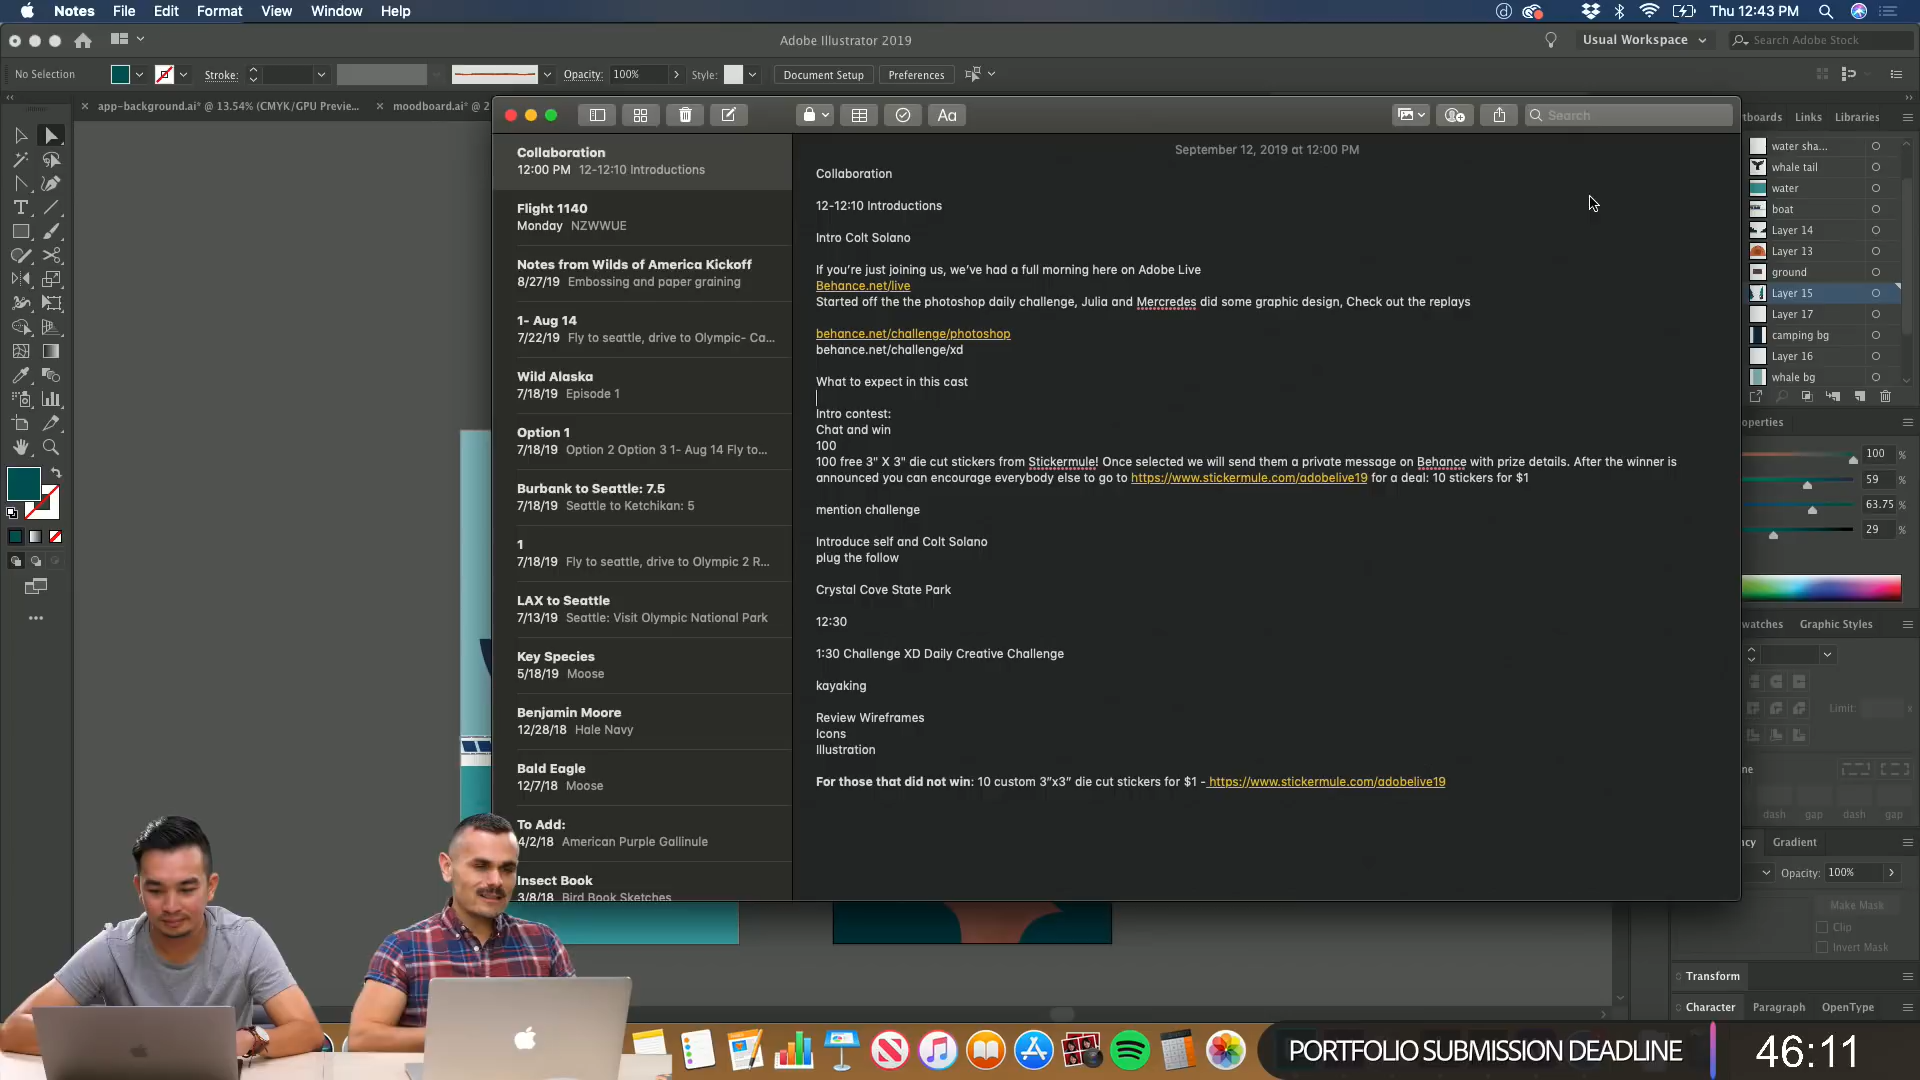 Notes File Edit Format View Window Help
Thu 12:43 PM
Adobe Illustrator 2019
Usual Workspace
Search Adobe Stock
No Selection
Stroke:
Opacity: 100%
Style:
Document Setup
Preferences
app-background.ai* @ 13.54% (CMYK/GPU Previe...
moodboard.ai* @ 2
Aa
Search
Collaboration
12:00 PM 12-12:10 Introductions
Flight 1140
Monday NZWWUE
Notes from Wilds of America Kickoff
8/27/19 Embossing and paper graining
1- Aug 14
7/22/19 Fly to seattle, drive to Olympic- Ca...
Wild Alaska
7/18/19 Episode 1
Option 1
7/18/19 Option 2 Option 3 1- Aug 14 Fly to...
Burbank to Seattle: 7.5
7/18/19 Seattle to Ketchikan: 5
1
7/18/19 Fly to seattle, drive to Olympic 2 R...
LAX to Seattle
7/13/19 Seattle: Visit Olympic National Park
Key Species
5/18/19 Moose
Benjamin Moore
12/28/18 Hale Navy
Bald Eagle
12/7/18 Moose
To Add:
4/2/18 American Purple Gallinule
Insect Book
3/8/18 Bird Book Sketches
September 12, 2019 at 12:00 PM
Collaboration
12-12:10 Introductions
Intro Colt Solano
If you're just joining us, we've had a full morning here on Adobe Live
Behance.net/live
Started off the the photoshop daily challenge, Julia and Mercredes did some graphic design, Check out the replays
behance.net/challenge/photoshop
behance.net/challenge/xd
What to expect in this cast
Intro contest:
Chat and win
100
100 free 3" X 3" die cut stickers from Stickermule! Once selected we will send them a private message on Behance with prize details. After the winner is
announced you can encourage everybody else to go to https://www.stickermule.com/adobelive19 for a deal: 10 stickers for $1
mention challenge
Introduce self and Colt Solano
plug the follow
Crystal Cove State Park
12:30
1:30 Challenge XD Daily Creative Challenge
kayaking
Review Wireframes
Icons
Illustration
For those that did not win: 10 custom 3"x3" die cut stickers for $1 - https://www.stickermule.com/adobelive19
tboards Links Libraries
water sha...
whale tail
water
boat
Layer 14
Layer 13
ground
Layer 15
Layer 17
camping bg
Layer 16
whale bg
operties
100 %
59 %
63.75 %
29 %
watches Graphic Styles
Limit: x
ne
dash gap dash gap
ncy Gradient
Opacity: 100%
Make Mask
Clip
Invert Mask
Transform
Character Paragraph OpenType
PORTFOLIO SUBMISSION DEADLINE
46:11